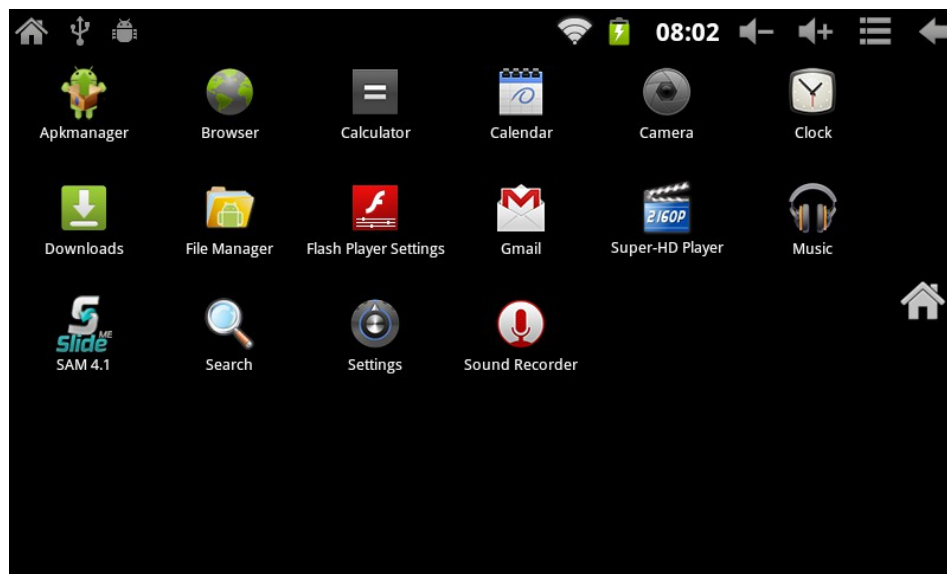 08:02
Apkmanager
Browser
Calculator
Calendar
Camera
Clock
2160P
Downloads
File Manager
Flash Player Settings
Gmail
Super-HD Player
Music
Slide ME
SAM 4.1
Search
Settings
Sound Recorder